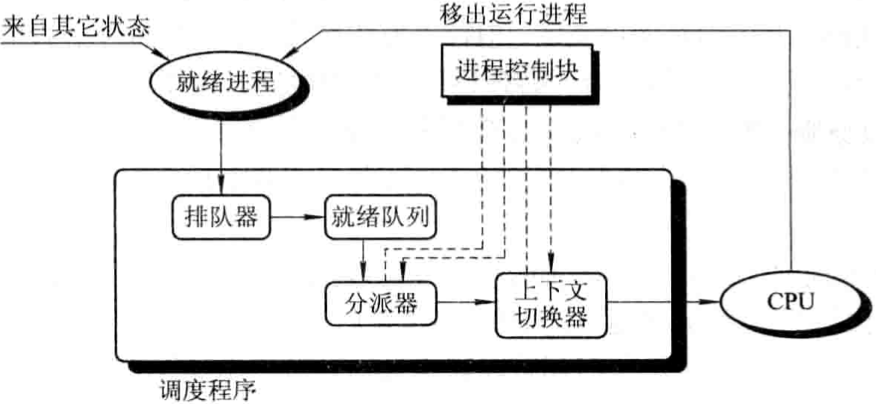 移出运行进程
来自其它状态
就绪进程
进程控制块
排队器
就绪队列
分派器
上下文
切换器
CPU
调度程序